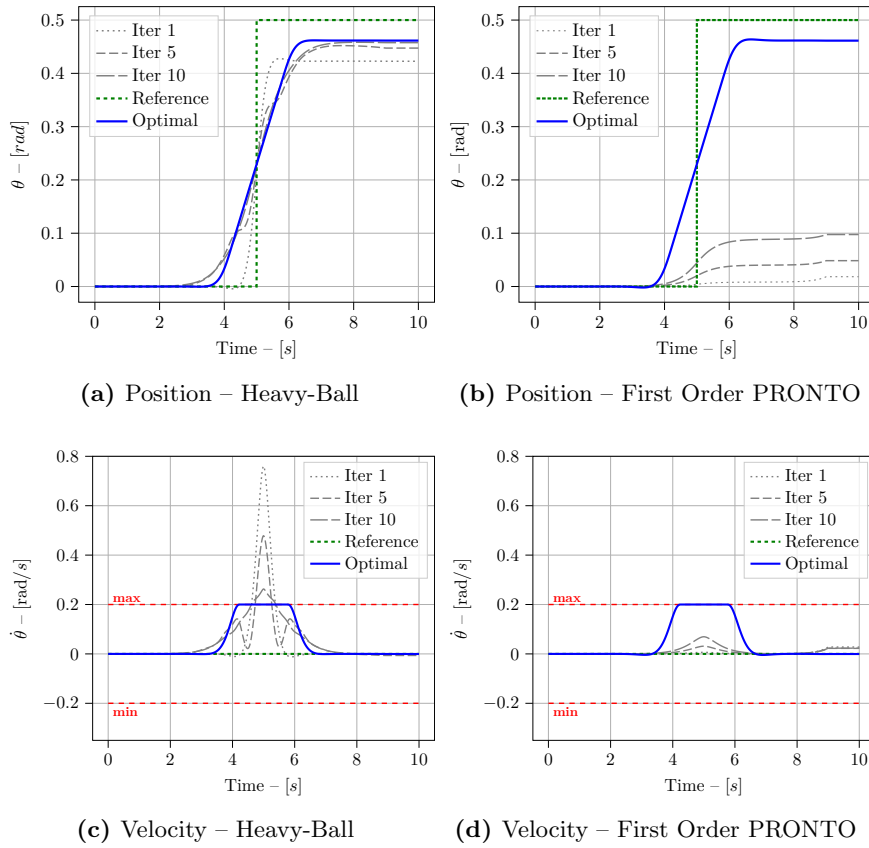 0.5
0.4
0.3
0.2
0.1
0
0 2 4 6 8 10
θ – [rad]
Time – [s]
Iter 1
Iter 5
Iter 10
Reference
Optimal
(a) Position – Heavy-Ball
0.5
0.4
0.3
0.2
0.1
0
0 2 4 6 8 10
θ – [rad]
Time – [s]
Iter 1
Iter 5
Iter 10
Reference
Optimal
(b) Position – First Order PRONTO
0.8
0.6
0.4
0.2
0
−0.2
0 2 4 6 8 10
θ̇ – [rad/s]
Time – [s]
Iter 1
Iter 5
Iter 10
Reference
Optimal
max
min
(c) Velocity – Heavy-Ball
0.8
0.6
0.4
0.2
0
−0.2
0 2 4 6 8 10
θ̇ – [rad/s]
Time – [s]
Iter 1
Iter 5
Iter 10
Reference
Optimal
max
min
(d) Velocity – First Order PRONTO